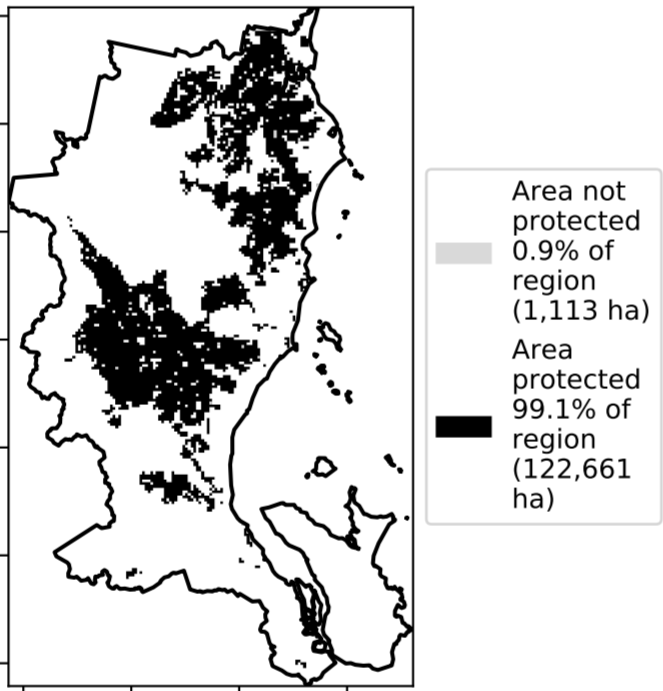 Area not
protected
0.9% of
region
(1,113 ha)
Area
protected
99.1% of
region
(122,661
ha)